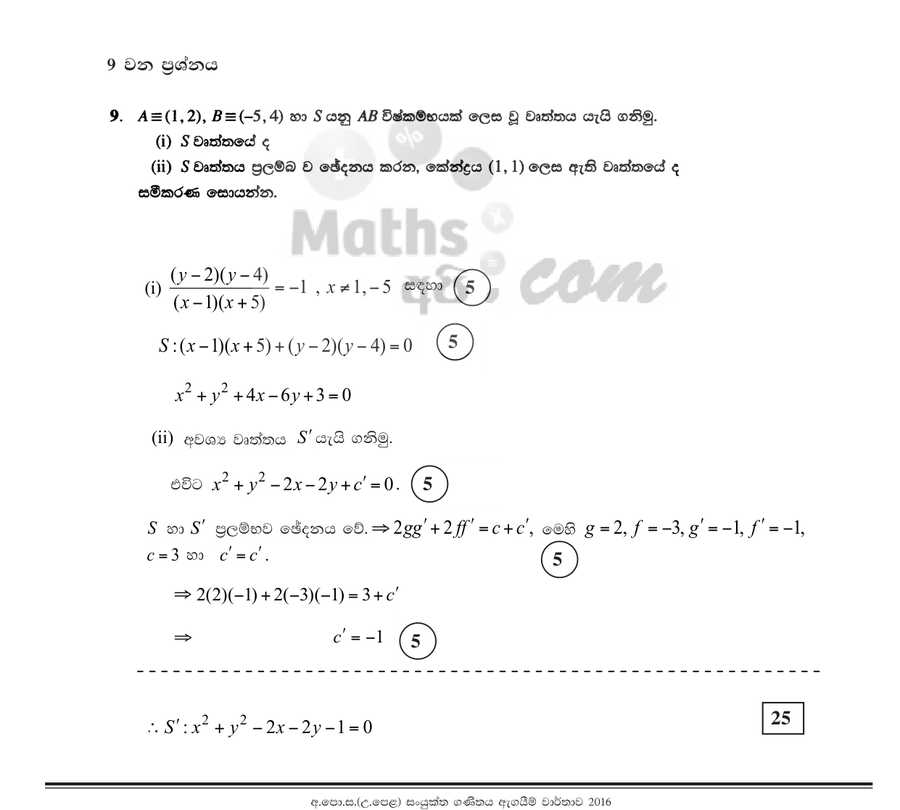 9 වන ප්‍රශ්නය
9. A≡(1, 2), B≡(−5, 4) හා S යනු AB විෂ්කම්භයක් ලෙස වූ වෘත්තය යැයි ගනිමු.
(i) S වෘත්තයේ ද
(ii) S වෘත්තය ප්‍රලම්බ ව ඡේදනය කරන, කේන්ද්‍රය (1, 1) ලෙස ඇති වෘත්තයේ ද
සමීකරණ සොයන්න.
%
Maths
×
=
අපි.com
(i) (y − 2)(y − 4) / (x − 1)(x + 5) = −1 , x ≠ 1, − 5 සඳහා 5
S : (x − 1)(x + 5) + (y − 2)(y − 4) = 0 5
x² + y² + 4x − 6y + 3 = 0
(ii) අවශ්‍ය වෘත්තය S′ යැයි ගනිමු.
එවිට x² + y² − 2x − 2y + c′ = 0 . 5
S හා S′ ප්‍රලම්භව ඡේදනය වේ. ⇒ 2gg′ + 2ff′ = c + c′, මෙහි g = 2, f = −3, g′ = −1, f′ = −1,
c = 3 හා c′ = c′ . 5
⇒ 2(2)(−1) + 2(−3)(−1) = 3 + c′
⇒ c′ = −1 5
∴ S′ : x² + y² − 2x − 2y − 1 = 0 25
අ.පො.ස.(උ.පෙළ) සංයුක්ත ගණිතය ඇගයීම් වාර්තාව 2016